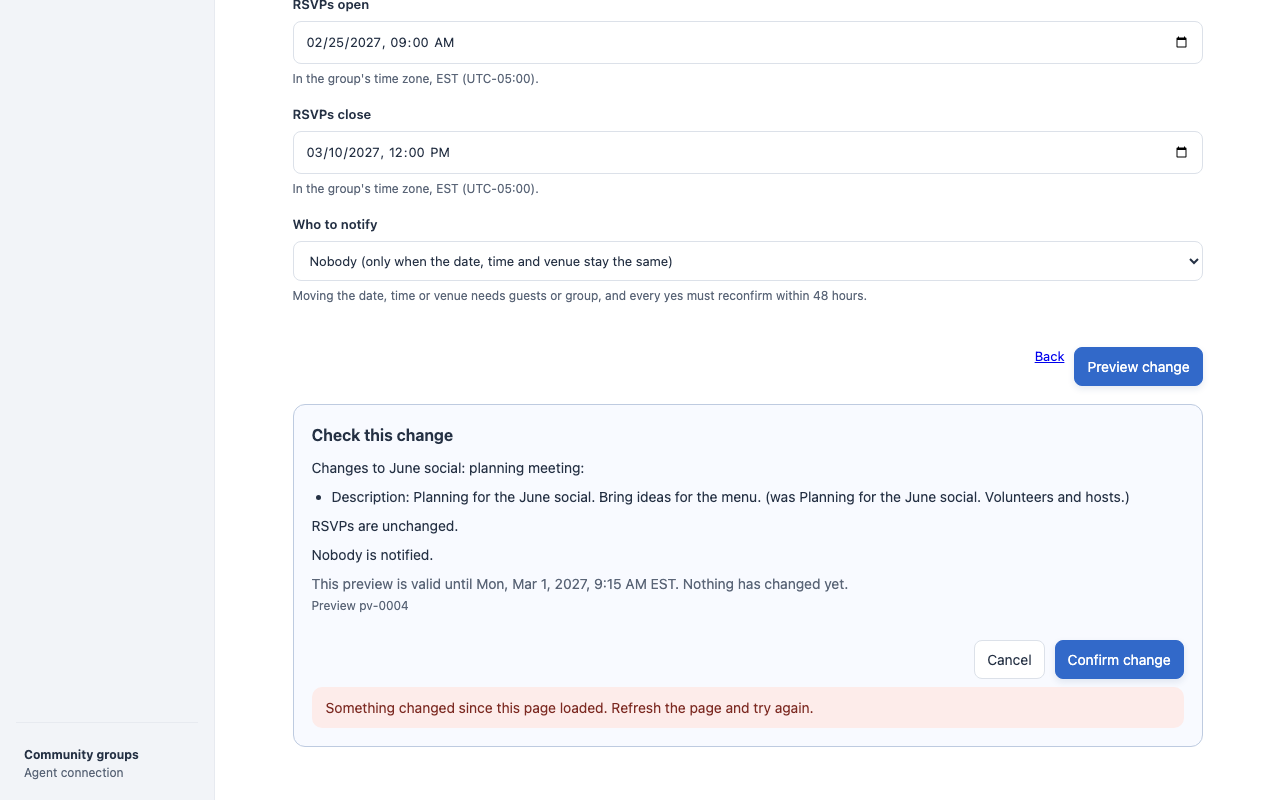 RSVPs open
02/25/2027, 09:00 AM
In the group's time zone, EST (UTC-05:00).
RSVPs close
03/10/2027, 12:00 PM
In the group's time zone, EST (UTC-05:00).
Who to notify
Nobody (only when the date, time and venue stay the same)
Moving the date, time or venue needs guests or group, and every yes must reconfirm within 48 hours.
Back
Preview change
Check this change
Changes to June social: planning meeting:
• Description: Planning for the June social. Bring ideas for the menu. (was Planning for the June social. Volunteers and hosts.)
RSVPs are unchanged.
Nobody is notified.
This preview is valid until Mon, Mar 1, 2027, 9:15 AM EST. Nothing has changed yet.
Preview pv-0004
Cancel
Confirm change
Something changed since this page loaded. Refresh the page and try again.
Community groups
Agent connection